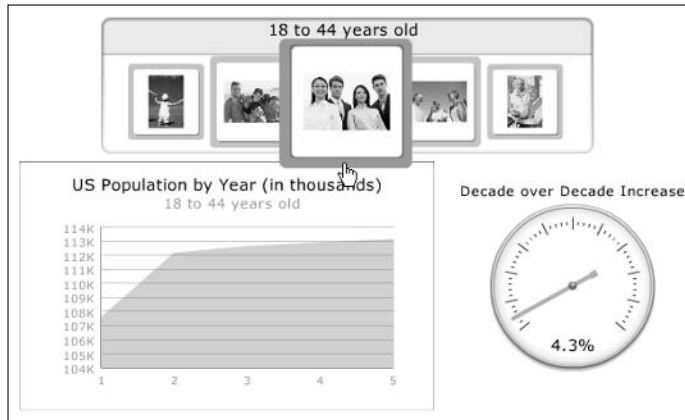 18 to 44 years old
US Population by Year (in thousands)
18 to 44 years old
114K
113K
112K
111K
110K
109K
108K
107K
106K
105K
104K
1 2 3 4 5
Decade over Decade Increase
4.3%